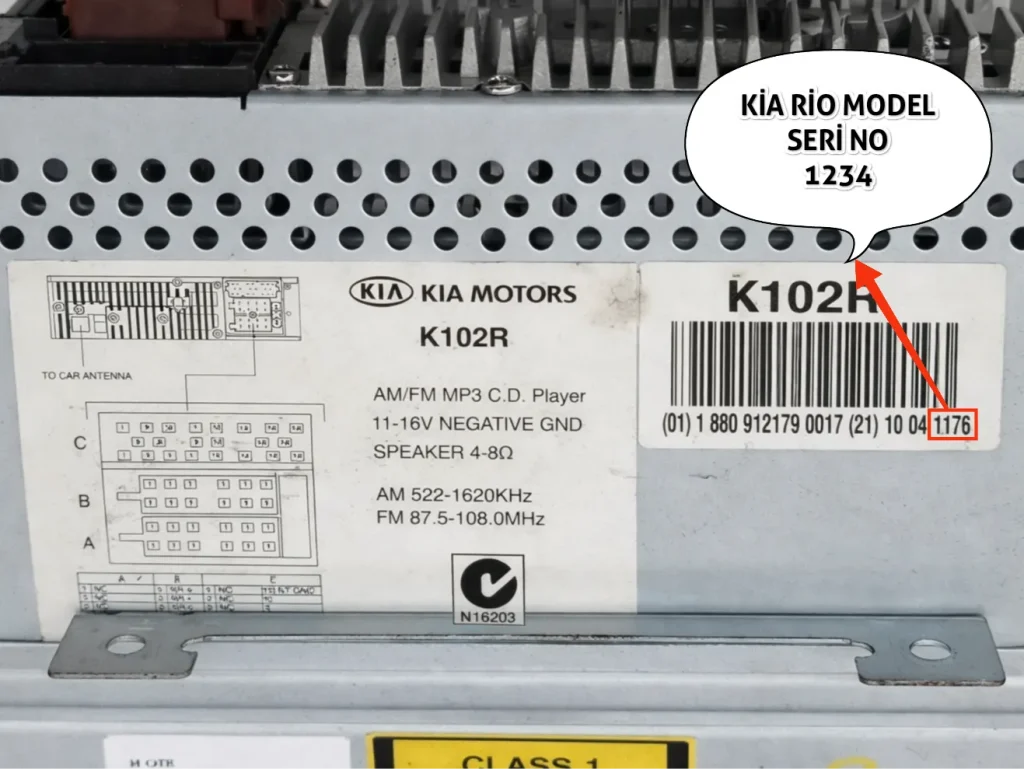 KİA RİO MODEL
SERİ NO
1234
KIA KIA MOTORS
K102R
TO CAR ANTENNA
AM/FM MP3 C.D. Player
11-16V NEGATIVE GND
SPEAKER 4-8Ω
AM 522-1620KHz
FM 87.5-108.0MHz
C
B
A
N16203
K102R
(01) 1 880 912179 0017 (21) 10 04 1176
CLASS 1